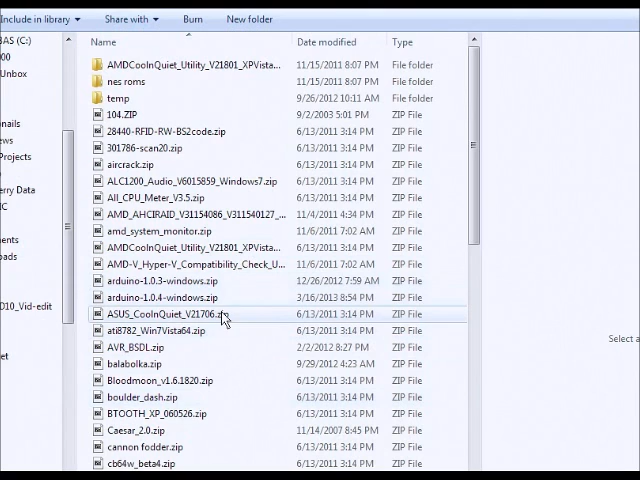 Include in library Share with Burn New folder
Name Date modified Type
AMDCoolnQuiet_Utility_V21801_XPVista... 11/15/2011 8:07 PM File folder
nes roms 11/15/2011 8:07 PM File folder
temp 9/26/2012 10:11 AM File folder
104.ZIP 9/2/2003 5:01 PM ZIP File
28440-RFID-RW-BS2code.zip 6/13/2011 3:14 PM ZIP File
301786-scan20.zip 6/13/2011 3:14 PM ZIP File
aircrack.zip 6/13/2011 3:14 PM ZIP File
ALC1200_Audio_V6015859_Windows7.zip 6/13/2011 3:14 PM ZIP File
All_CPU_Meter_V3.5.zip 6/13/2011 3:14 PM ZIP File
AMD_AHCIRAID_V31154086_V311540127_... 11/4/2011 4:34 PM ZIP File
amd_system_monitor.zip 11/6/2011 7:02 AM ZIP File
AMDCoolnQuiet_Utility_V21801_XPVista... 6/13/2011 3:14 PM ZIP File
AMD-V_Hyper-V_Compatibility_Check_U... 11/6/2011 7:02 AM ZIP File
arduino-1.0.3-windows.zip 12/26/2012 7:59 AM ZIP File
arduino-1.0.4-windows.zip 3/16/2013 8:54 PM ZIP File
ASUS_CoolnQuiet_V21706.zip 6/13/2011 3:14 PM ZIP File
ati8782_Win7Vista64.zip 6/13/2011 3:14 PM ZIP File
AVR_BSDL.zip 2/2/2012 8:27 PM ZIP File
balabolka.zip 9/29/2012 4:23 AM ZIP File
Bloodmoon_v1.6.1820.zip 6/13/2011 3:14 PM ZIP File
boulder_dash.zip 6/13/2011 3:14 PM ZIP File
BTOOTH_XP_060526.zip 6/13/2011 3:14 PM ZIP File
Caesar_2.0.zip 11/14/2007 8:45 PM ZIP File
cannon fodder.zip 6/13/2011 3:14 PM ZIP File
cb64w_beta4.zip 6/13/2011 3:14 PM ZIP File
BAS (C:)
00
Unbox
nails
ews
Projects
erry Data
IC
ments
oads
D10_Vid-edit
et
Select a